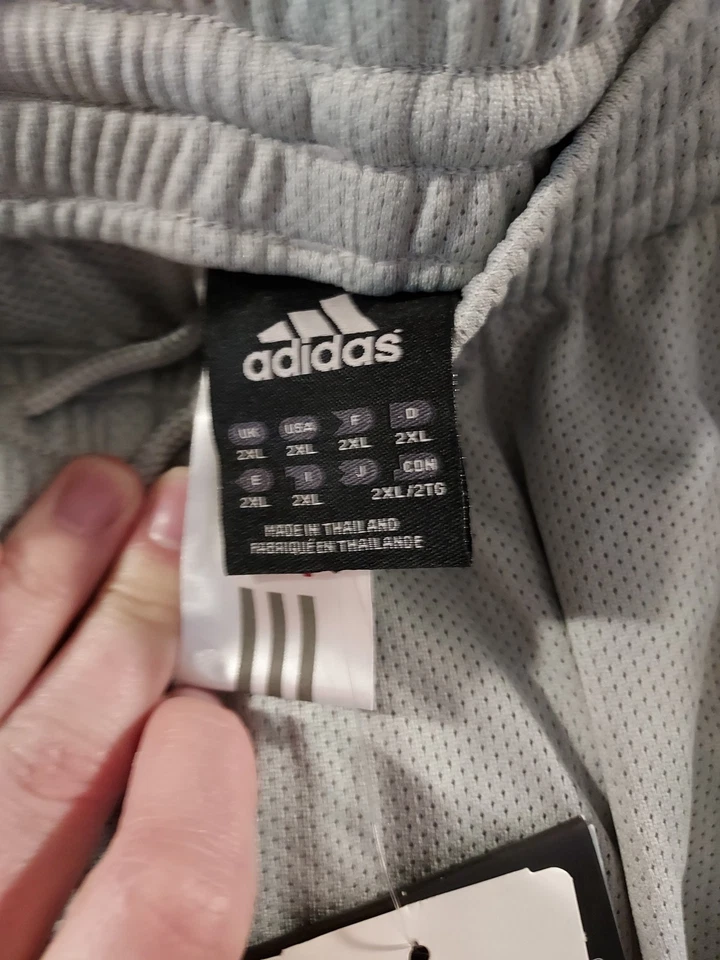 adidas
UK USA F D
2XL 2XL 2XL 2XL
E I J CDN
2XL 2XL 2XL/2TG
MADE IN THAILAND
FABRIQUÉ EN THAILANDE